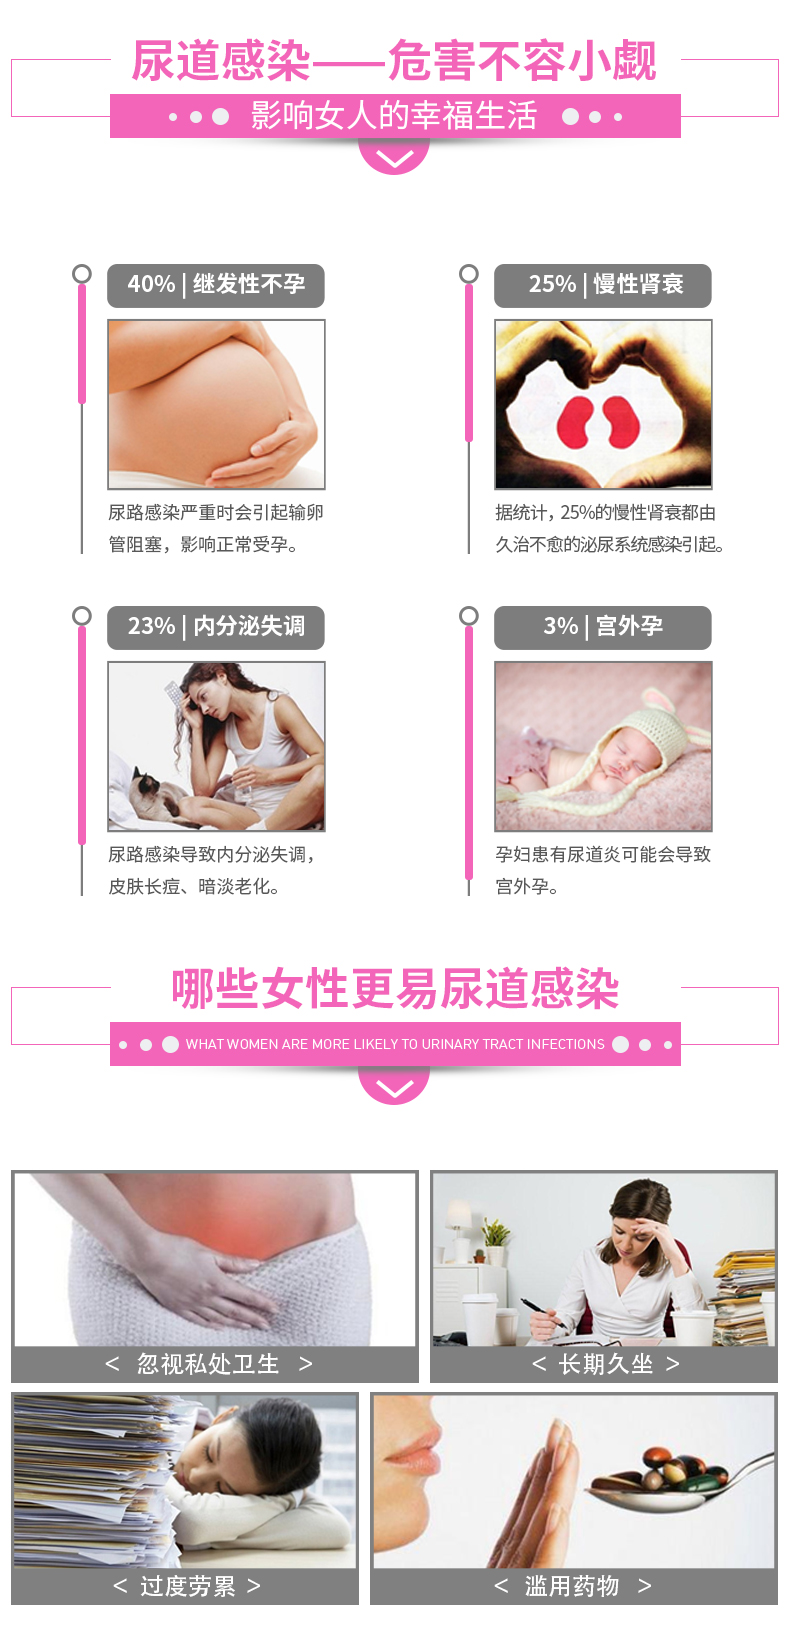 尿道感染——危害不容小觑
影响女人的幸福生活
40% | 继发性不孕
尿路感染严重时会引起输卵
管阻塞，影响正常受孕。
25% | 慢性肾衰
据统计，25%的慢性肾衰都由
久治不愈的泌尿系统感染引起。
23% | 内分泌失调
尿路感染导致内分泌失调，
皮肤长痘、暗淡老化。
3% | 宫外孕
孕妇患有尿道炎可能会导致
宫外孕。
哪些女性更易尿道感染
WHAT WOMEN ARE MORE LIKELY TO URINARY TRACT INFECTIONS
< 忽视私处卫生 >
< 长期久坐 >
< 过度劳累 >
< 滥用药物 >